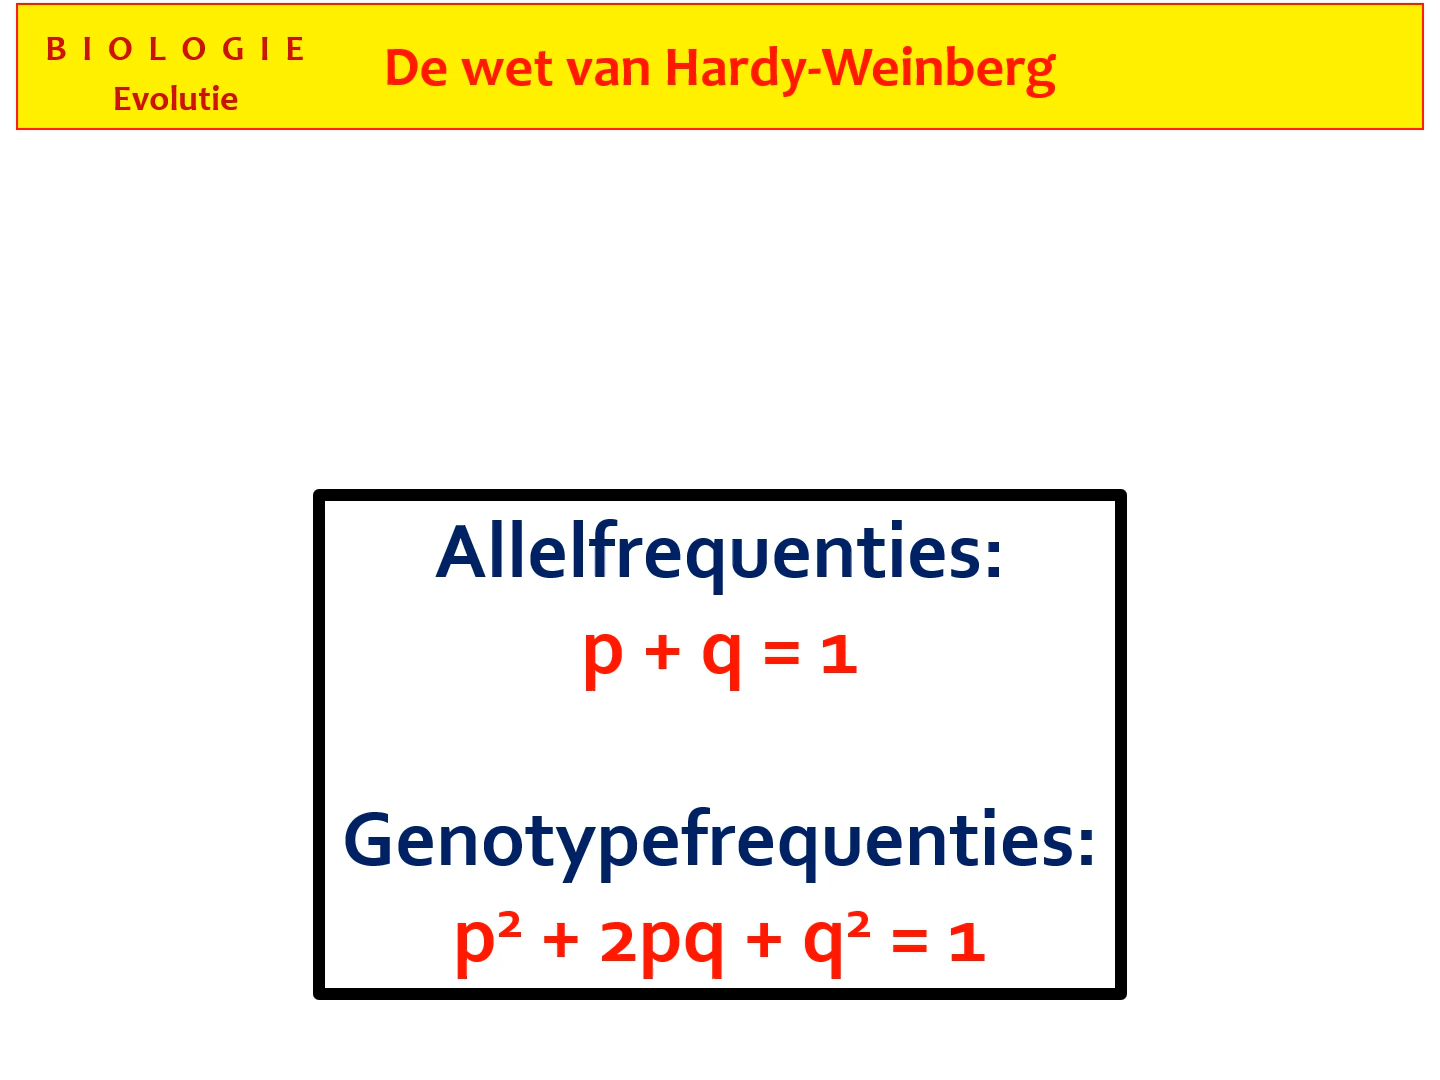 B I O L O G I E
Evolutie
De wet van Hardy-Weinberg
Allelfrequenties:
p + q = 1
Genotypefrequenties:
p² + 2pq + q² = 1